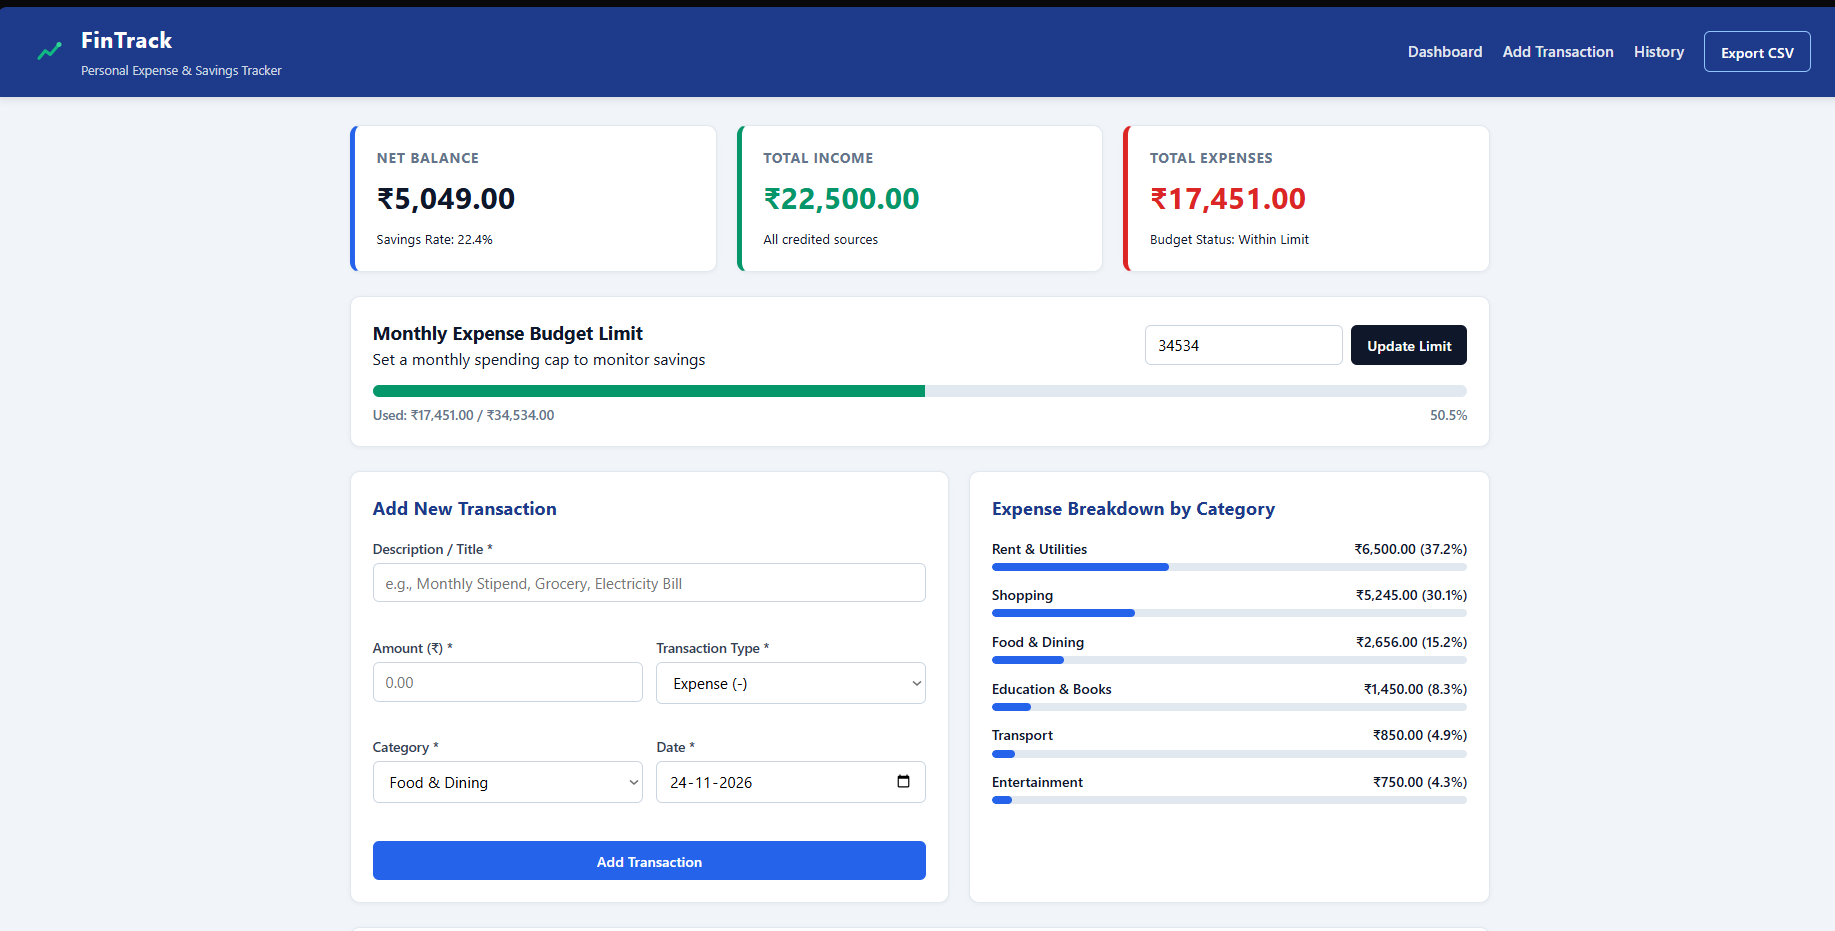 FinTrack
Personal Expense & Savings Tracker
Dashboard
Add Transaction
History
Export CSV
NET BALANCE
₹5,049.00
Savings Rate: 22.4%
TOTAL INCOME
₹22,500.00
All credited sources
TOTAL EXPENSES
₹17,451.00
Budget Status: Within Limit
Monthly Expense Budget Limit
Set a monthly spending cap to monitor savings
34534
Update Limit
Used: ₹17,451.00 / ₹34,534.00
50.5%
Add New Transaction
Description / Title *
e.g., Monthly Stipend, Grocery, Electricity Bill
Amount (₹) *
Transaction Type *
0.00
Expense (-)
Category *
Date *
Food & Dining
24-11-2026
Add Transaction
Expense Breakdown by Category
Rent & Utilities
₹6,500.00 (37.2%)
Shopping
₹5,245.00 (30.1%)
Food & Dining
₹2,656.00 (15.2%)
Education & Books
₹1,450.00 (8.3%)
Transport
₹850.00 (4.9%)
Entertainment
₹750.00 (4.3%)